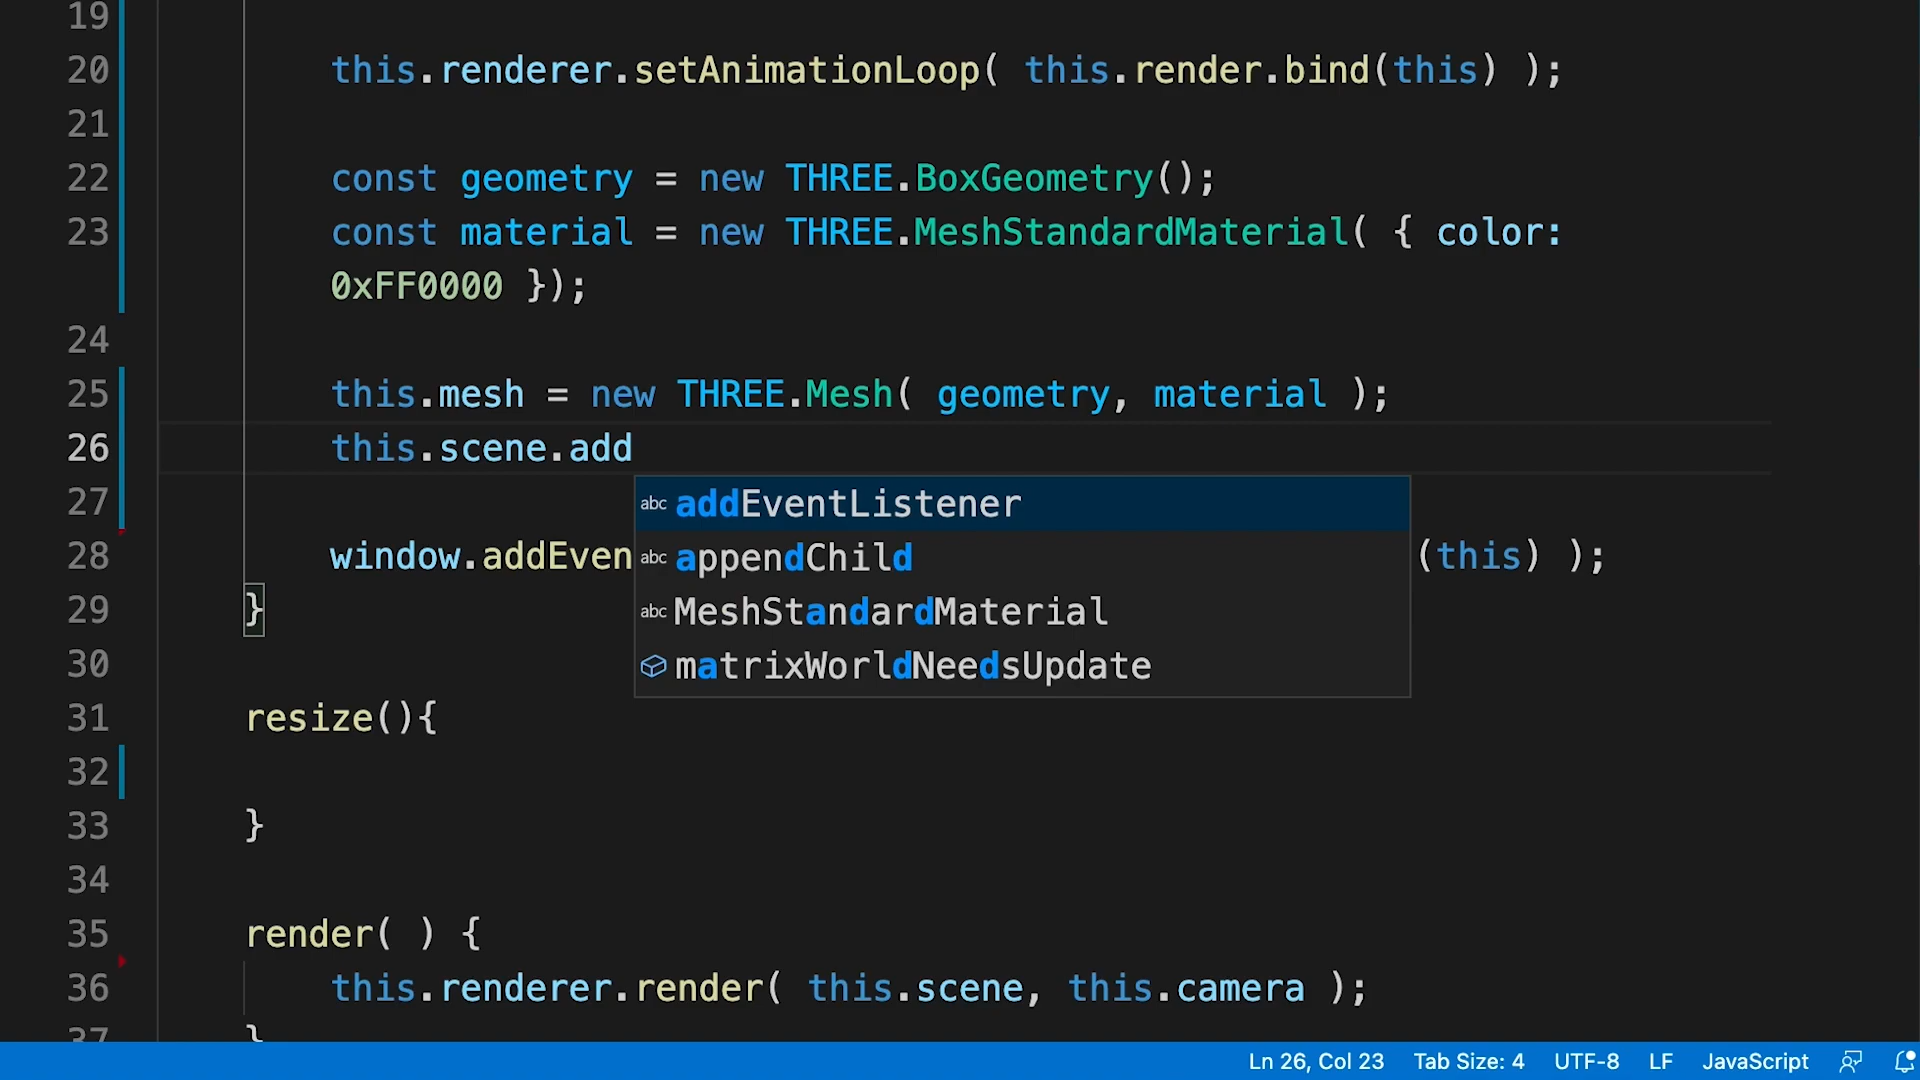 19
20 this.renderer.setAnimationLoop( this.render.bind(this) );
21
22 const geometry = new THREE.BoxGeometry();
23 const material = new THREE.MeshStandardMaterial( { color:
0xFF0000 });
24
25 this.mesh = new THREE.Mesh( geometry, material );
26 this.scene.add
27
abc addEventListener
28 window.addEven (this) );
abc appendChild
29 }
abc MeshStandardMaterial
30
matrixWorldNeedsUpdate
31 resize(){
32
33 }
34
35 render( ) {
36 this.renderer.render( this.scene, this.camera );
37 }
Ln 26, Col 23 Tab Size: 4 UTF-8 LF JavaScript